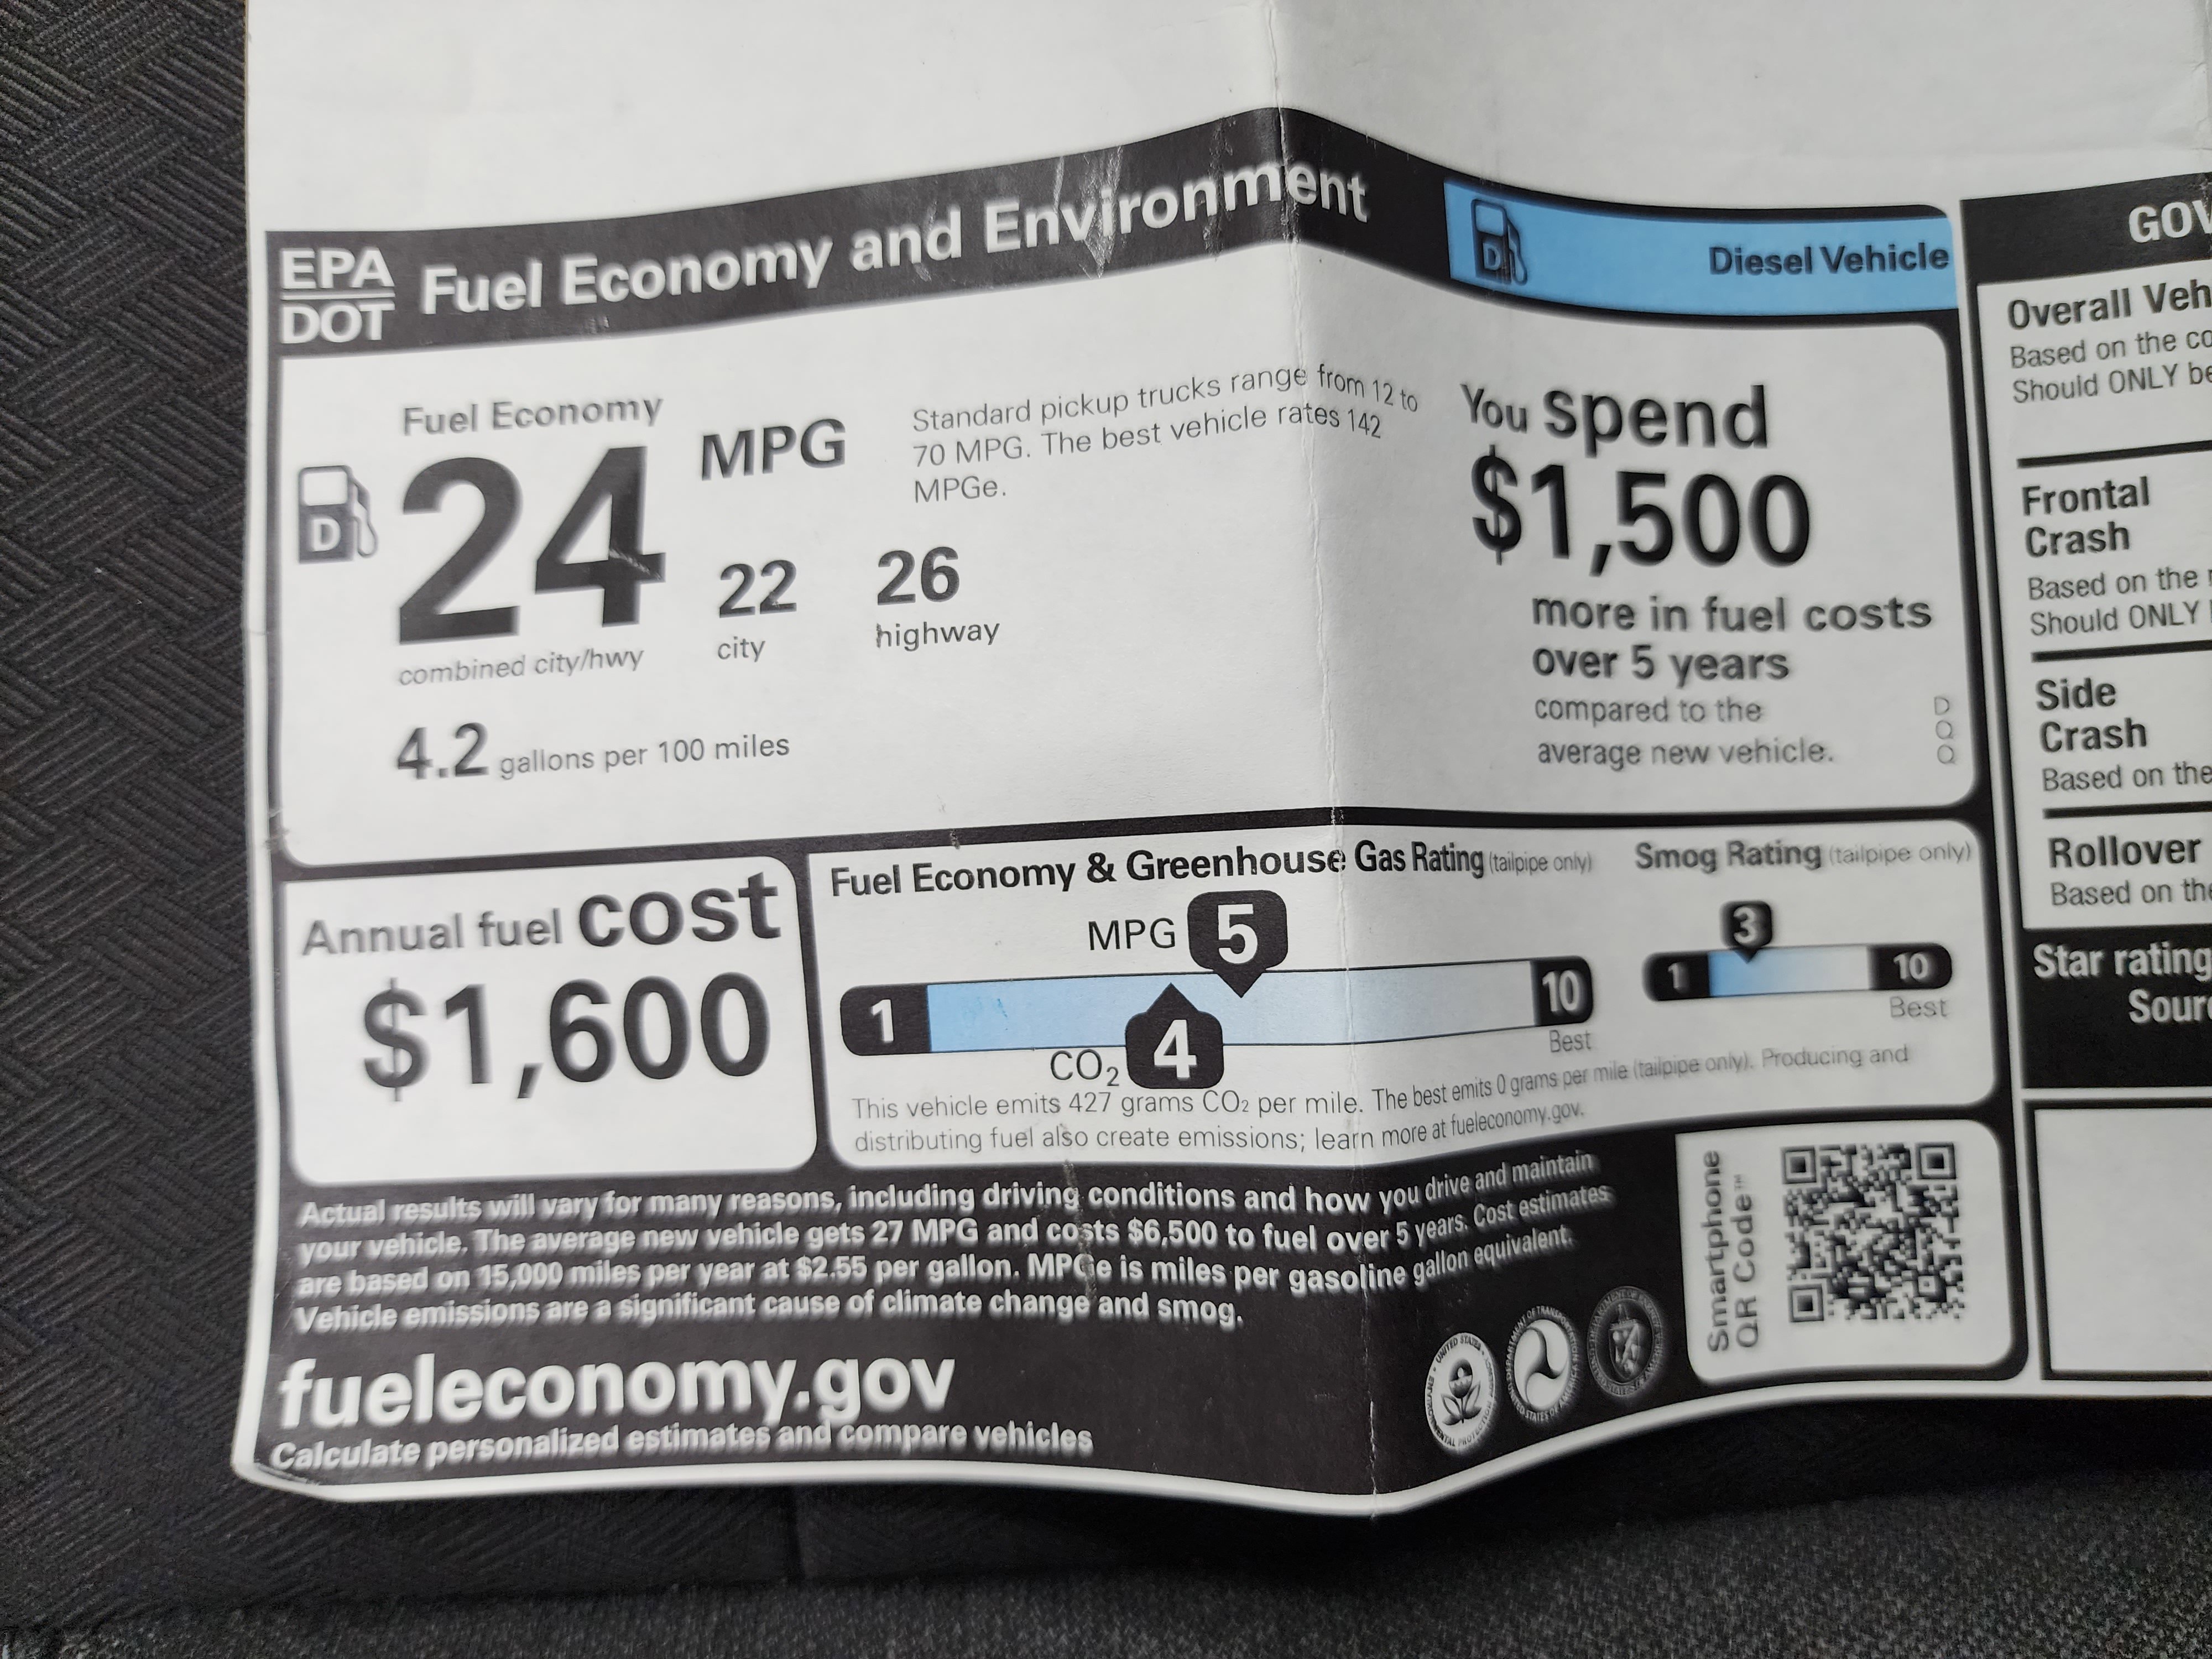 EPA
DOT
Fuel Economy and Environment
D
Diesel Vehicle
Fuel Economy
D
24
MPG
combined city/hwy
22
city
26
highway
4.2 gallons per 100 miles
Standard pickup trucks range from 12 to
70 MPG. The best vehicle rates 142
MPGe.
You spend
$1,500
more in fuel costs
over 5 years
compared to the
average new vehicle.
D
Q
Q
Annual fuel cost
$1,600
Fuel Economy & Greenhouse Gas Rating (tailpipe only)
MPG 5
1
10
Best
CO2 4
This vehicle emits 427 grams CO2 per mile. The best emits 0 grams per mile (tailpipe only). Producing and
distributing fuel also create emissions; learn more at fueleconomy.gov.
Smog Rating (tailpipe only)
3
1
10
Best
Actual results will vary for many reasons, including driving conditions and how you drive and maintain
your vehicle. The average new vehicle gets 27 MPG and costs $6,500 to fuel over 5 years. Cost estimates
are based on 15,000 miles per year at $2.55 per gallon. MPGe is miles per gasoline gallon equivalent.
Vehicle emissions are a significant cause of climate change and smog.
fueleconomy.gov
Calculate personalized estimates and compare vehicles
Smartphone
QR Code™
GOV
Overall Veh
Based on the co
Should ONLY be
Frontal
Crash
Based on the
Should ONLY
Side
Crash
Based on the
Rollover
Based on the
Star rating
Sour